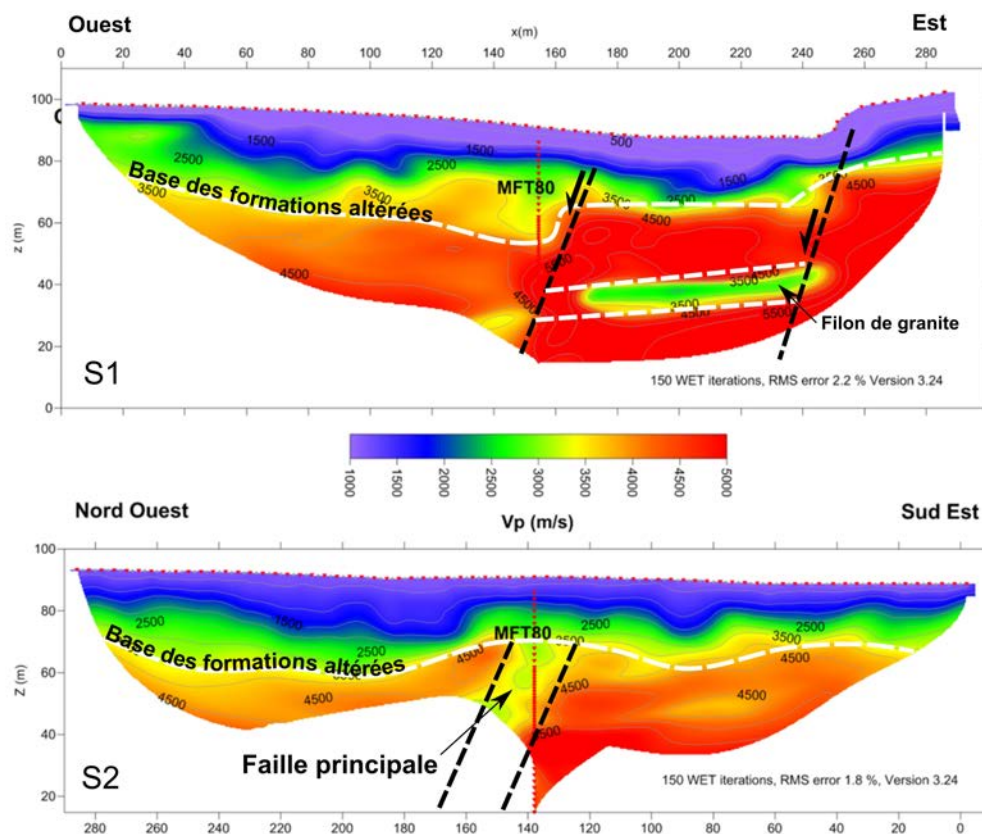 Ouest
Est
x(m)
0 20 40 60 80 100 120 140 160 180 200 220 240 260 280
100
80
60
40
20
0
z (m)
1500
1500
500
1500
2500
2500
2500
3500
3500
3500
3500
4500
4500
4500
4500
4500
3500
3500
4500
5500
5500
MFT80
Base des formations altérées
Filon de granite
S1
150 WET iterations, RMS error 2.2 % Version 3.24
1000 1500 2000 2500 3000 3500 4000 4500 5000
Vp (m/s)
Nord Ouest
Sud Est
100
80
60
40
20
Z (m)
2500
1500
2500
2500
3500
3500
4500
4500
4500
4500
4500
4500
4500
MFT80
Base des formations altérées
Faille principale
S2
150 WET iterations, RMS error 1.8 %, Version 3.24
280 260 240 220 200 180 160 140 120 100 80 60 40 20 0